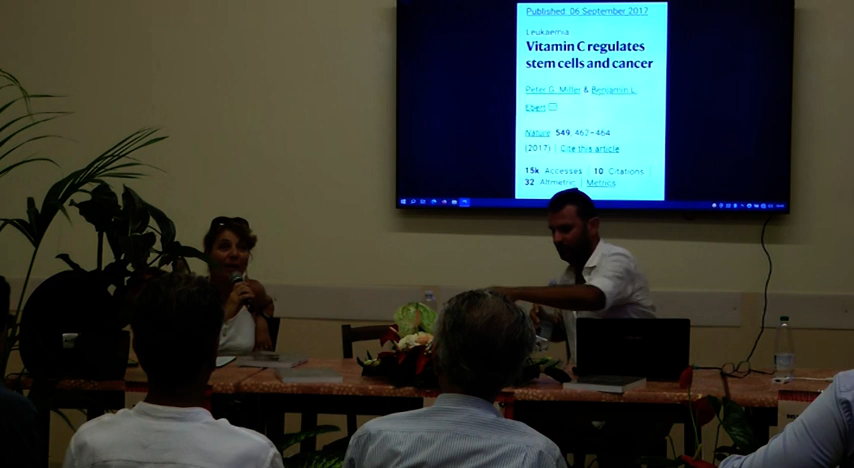 Published: 06 September 2017
Leukaemia
Vitamin C regulates
stem cells and cancer
Peter G. Miller & Benjamin L.
Ebert
Nature 549, 462–464
(2017) | Cite this article
15k Accesses | 10 Citations |
32 Altmetric | Metrics